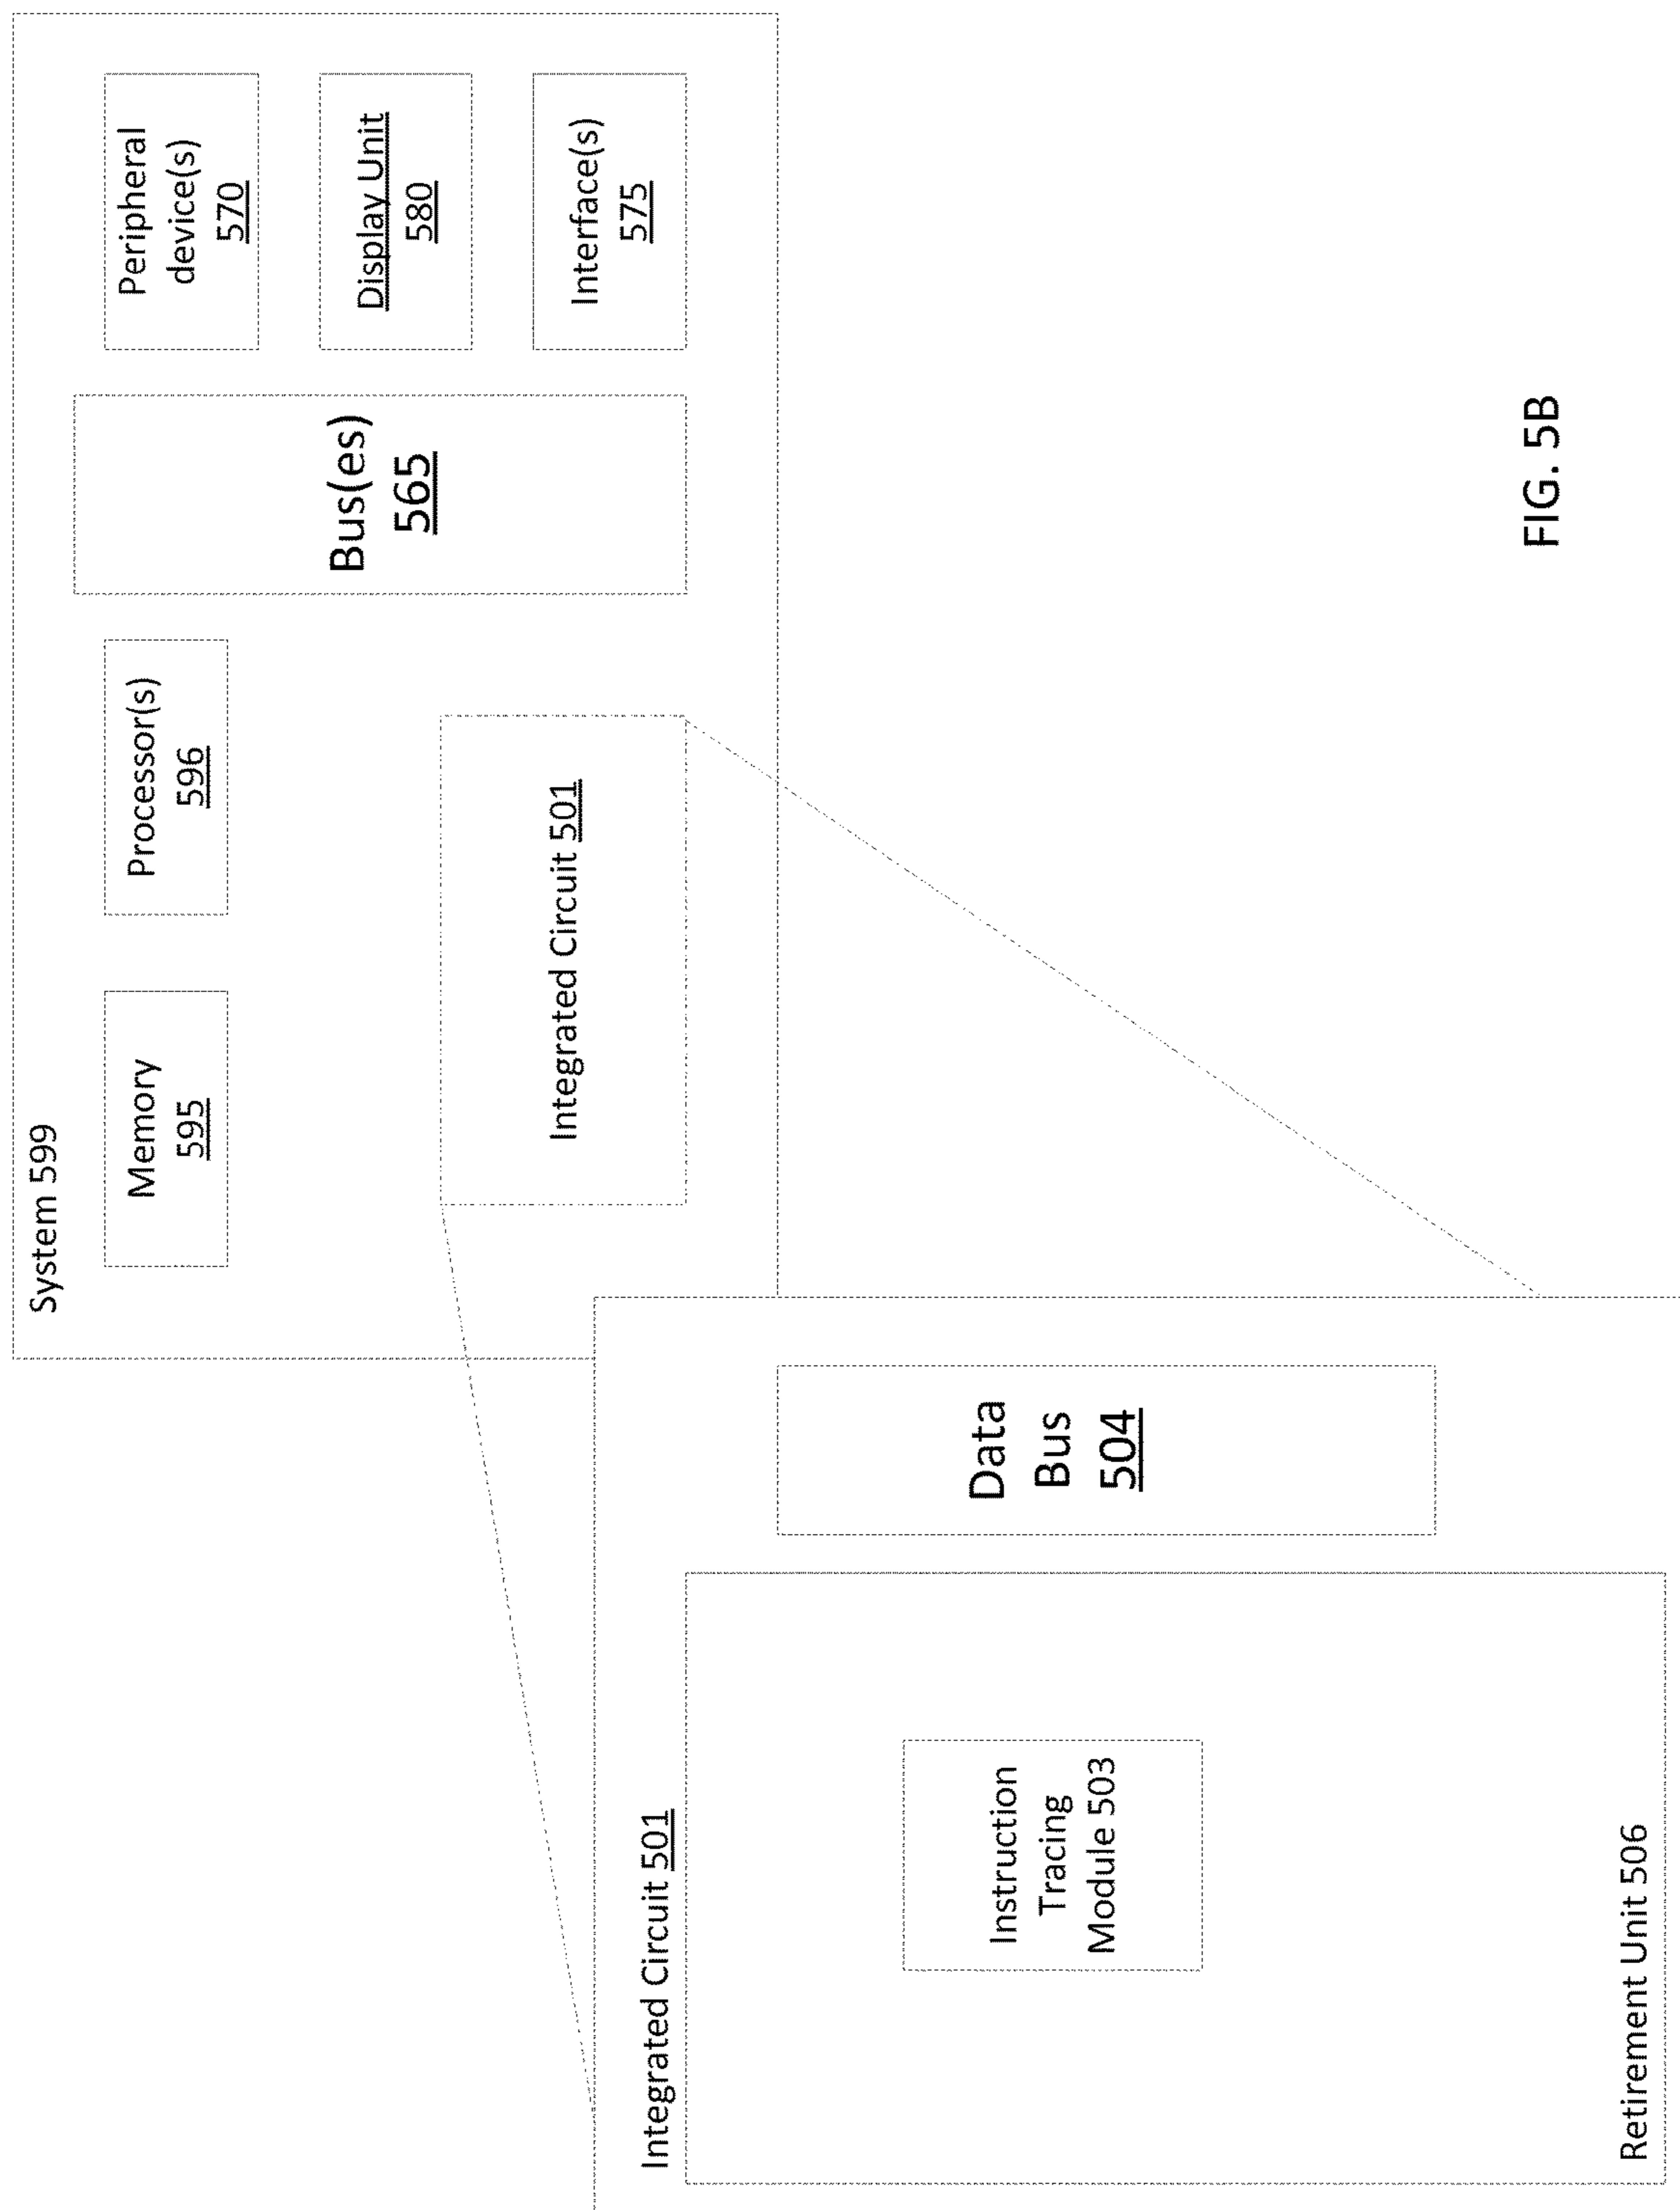 System 599
Memory
595
Processor(s)
596
Integrated Circuit 501
Bus(es)
565
Peripheral
device(s)
570
Display Unit
580
Interface(s)
575
Integrated Circuit 501
Instruction
Tracing
Module 503
Retirement Unit 506
Data
Bus
504
FIG. 5B